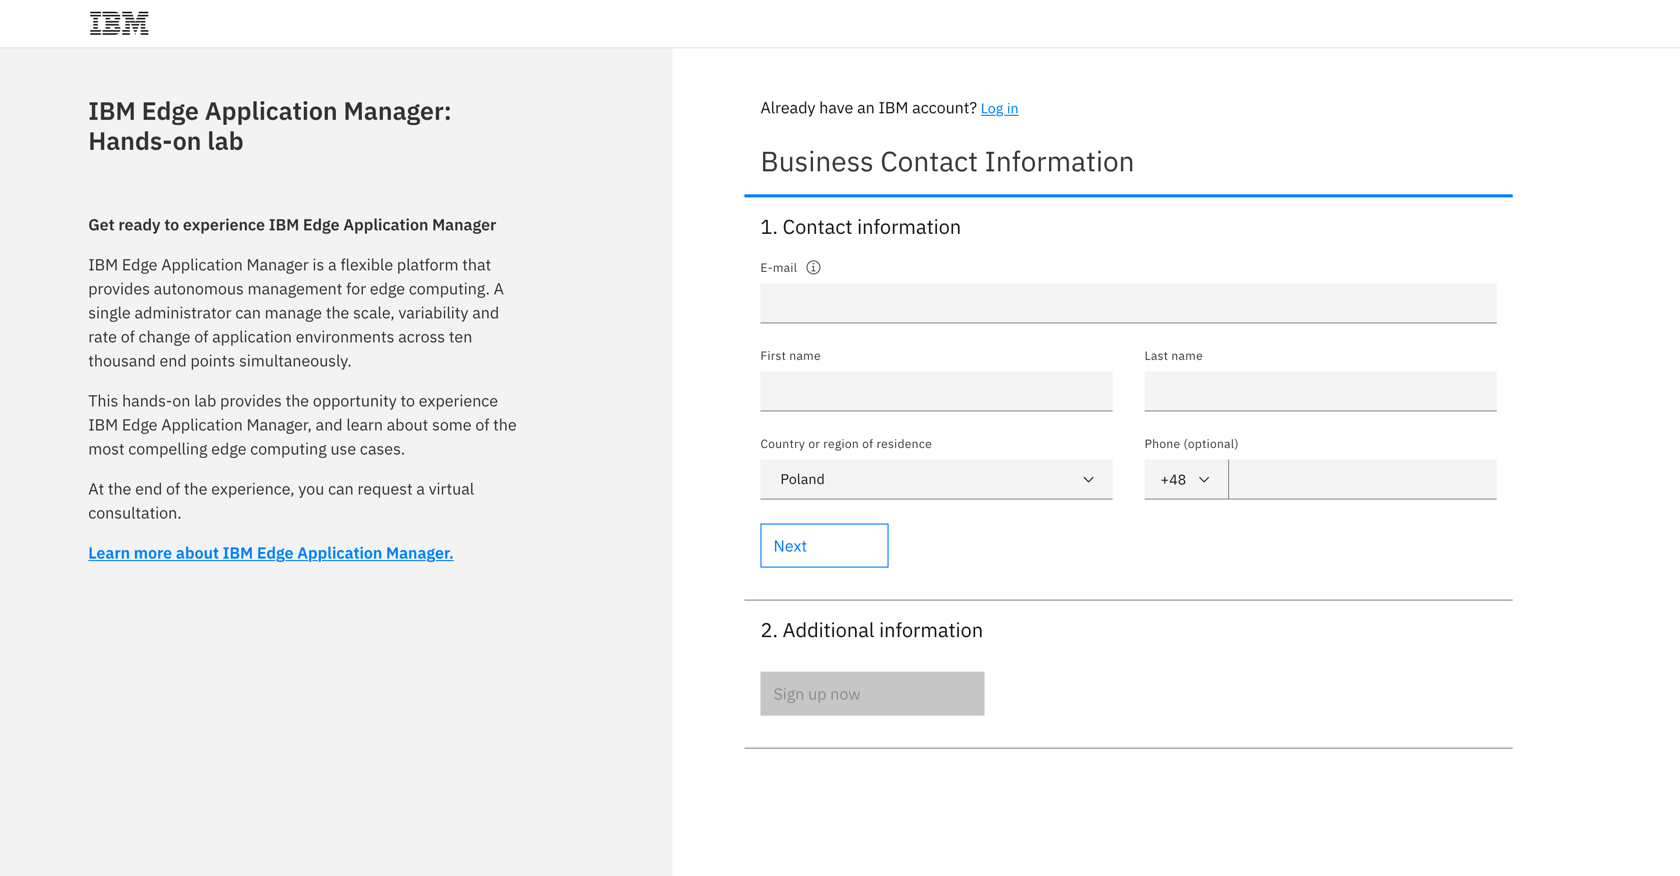 IBM
IBM Edge Application Manager:
Hands-on lab
Get ready to experience IBM Edge Application Manager
IBM Edge Application Manager is a flexible platform that
provides autonomous management for edge computing. A
single administrator can manage the scale, variability and
rate of change of application environments across ten
thousand end points simultaneously.
This hands-on lab provides the opportunity to experience
IBM Edge Application Manager, and learn about some of the
most compelling edge computing use cases.
At the end of the experience, you can request a virtual
consultation.
Learn more about IBM Edge Application Manager.
Already have an IBM account? Log in
Business Contact Information
1. Contact information
E-mail
First name
Last name
Country or region of residence
Poland
Phone (optional)
+48
Next
2. Additional information
Sign up now